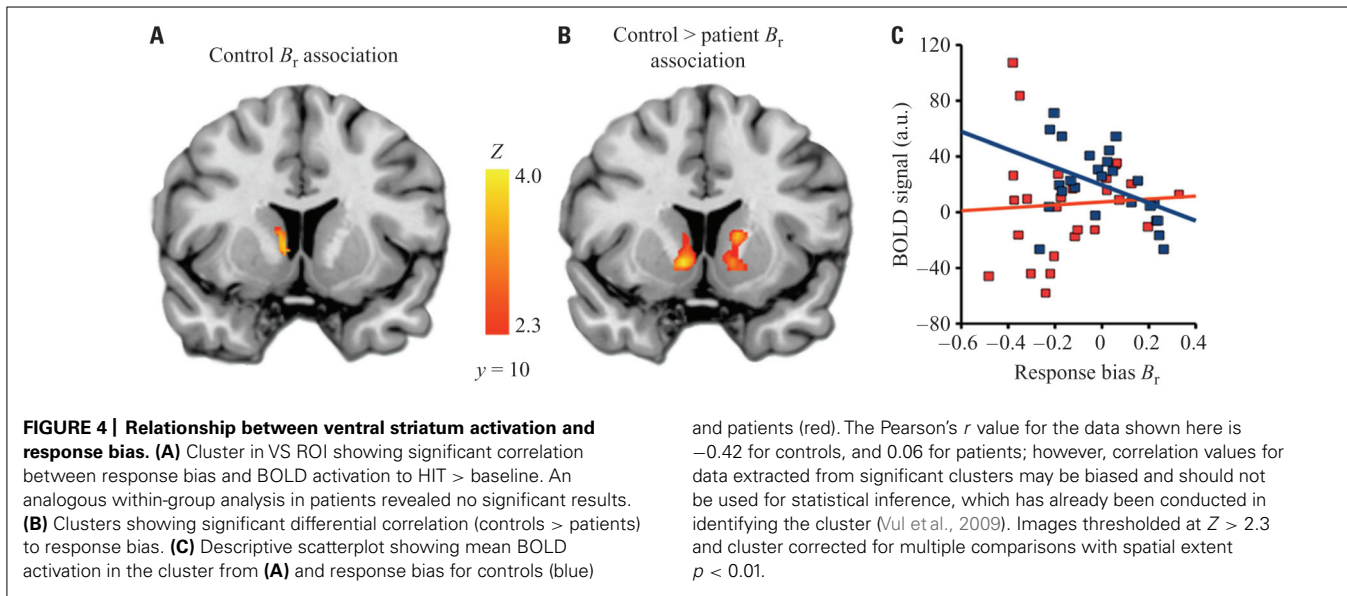 A
Control Br association
B
Control > patient Br
association
C
Z
4.0
2.3
y = 10
BOLD signal (a.u.)
120
80
40
0
−40
−80
−0.6 −0.4 −0.2 0 0.2 0.4
Response bias Br
FIGURE 4 | Relationship between ventral striatum activation and
response bias. (A) Cluster in VS ROI showing significant correlation
between response bias and BOLD activation to HIT > baseline. An
analogous within-group analysis in patients revealed no significant results.
(B) Clusters showing significant differential correlation (controls > patients)
to response bias. (C) Descriptive scatterplot showing mean BOLD
activation in the cluster from (A) and response bias for controls (blue)
and patients (red). The Pearson's r value for the data shown here is
−0.42 for controls, and 0.06 for patients; however, correlation values for
data extracted from significant clusters may be biased and should not
be used for statistical inference, which has already been conducted in
identifying the cluster (Vul et al., 2009). Images thresholded at Z > 2.3
and cluster corrected for multiple comparisons with spatial extent
p < 0.01.